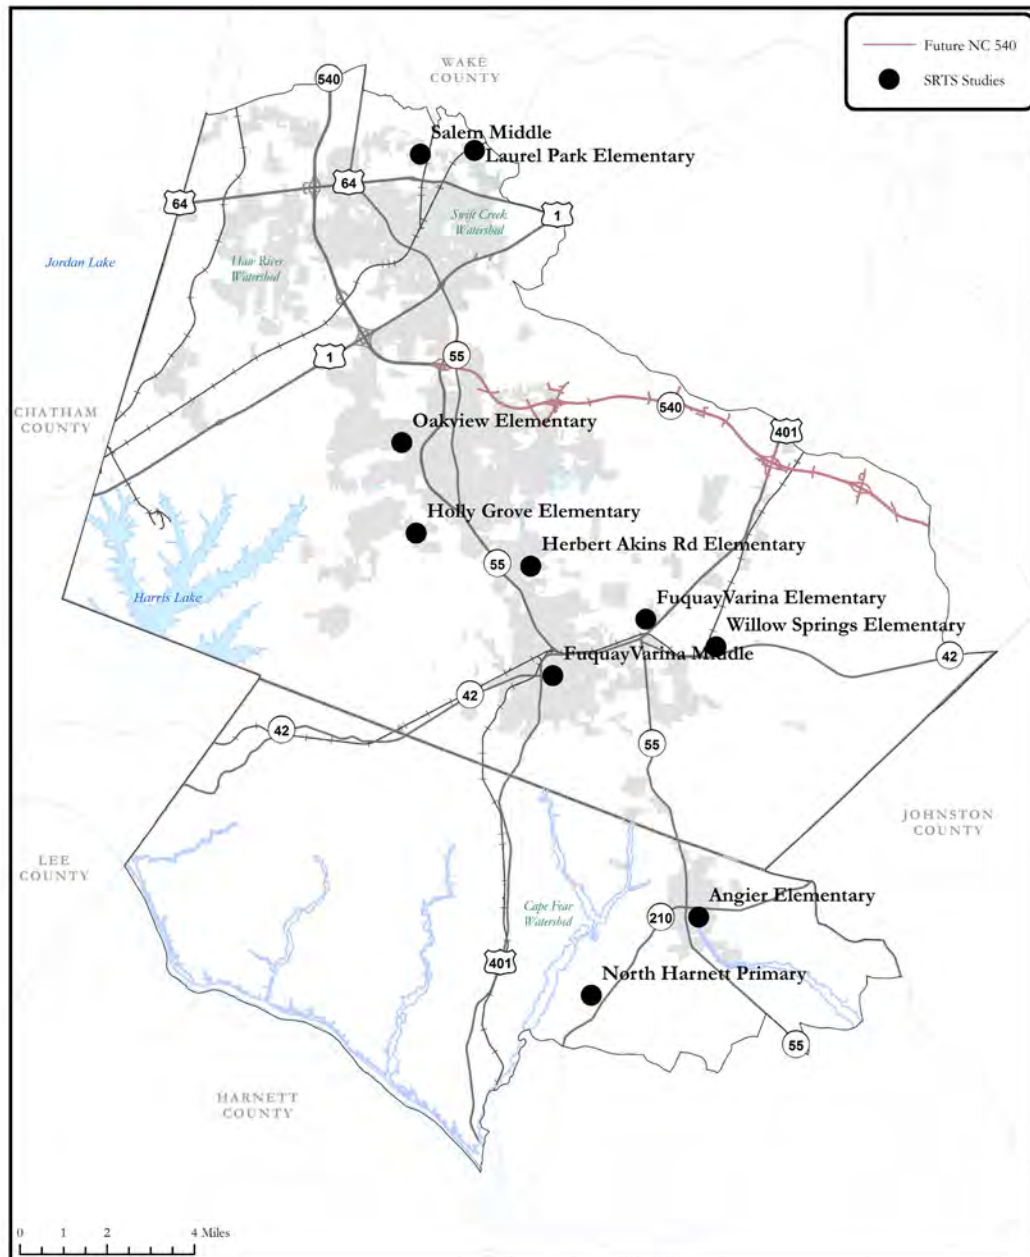 Future NC 540
SRTS Studies
WAKE
COUNTY
540
Salem Middle
Laurel Park Elementary
64
64
Swift Creek
Watershed
1
Jordan Lake
Haw River
Watershed
1
55
CHATHAM
COUNTY
540
401
Oakview Elementary
Holly Grove Elementary
55
Herbert Akins Rd Elementary
Harris Lake
FuquayVarina Elementary
Willow Springs Elementary
FuquayVarina Middle
42
42
42
55
JOHNSTON
COUNTY
LEE
COUNTY
Angier Elementary
Cape Fear
Watershed
210
401
North Harnett Primary
55
HARNETT
COUNTY
0 1 2 4 Miles